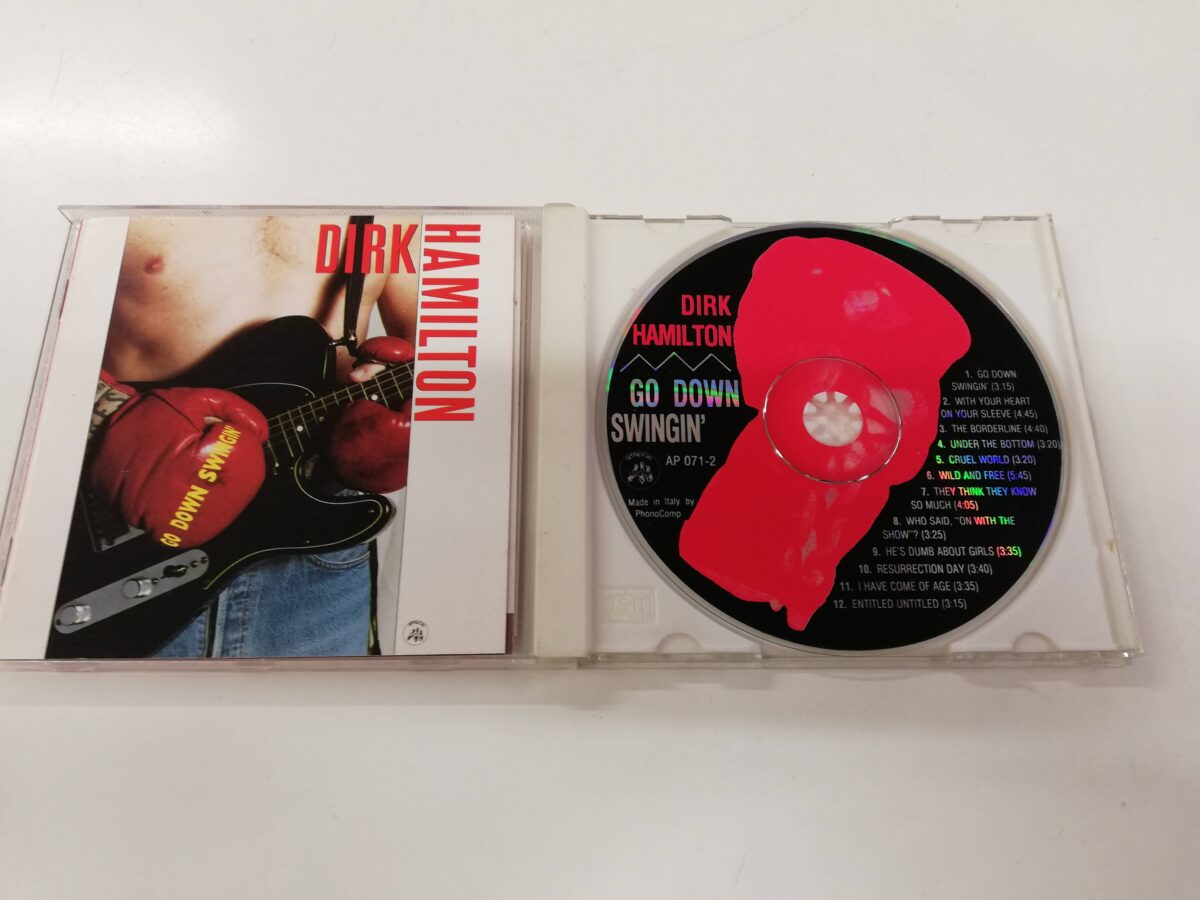 DIRK
HAMILTON
GO DOWN SWINGIN'
DIRK
HAMILTON
GO DOWN
SWINGIN'
AP 071-2
Made in Italy by
PhonoComp
1. GO DOWN
SWINGIN' (3:15)
2. WITH YOUR HEART
ON YOUR SLEEVE (4:45)
3. THE BORDERLINE (4:40)
4. UNDER THE BOTTOM (3:20)
5. CRUEL WORLD (3:20)
6. WILD AND FREE (5:45)
7. THEY THINK THEY KNOW
SO MUCH (4:05)
8. WHO SAID, "ON WITH THE
SHOW"? (3:25)
9. HE'S DUMB ABOUT GIRLS (3:35)
10. RESURRECTION DAY (3:40)
11. I HAVE COME OF AGE (3:35)
12. ENTITLED UNTITLED (3:15)